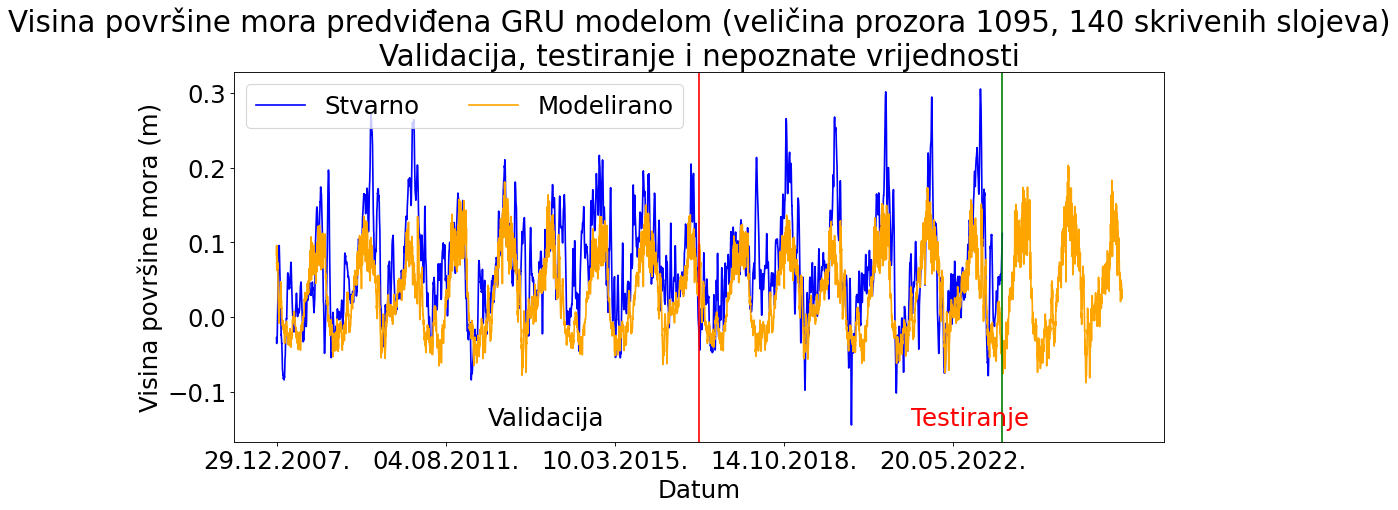 Visina površine mora predviđena GRU modelom (veličina prozora 1095, 140 skrivenih slojeva)
Validacija, testiranje i nepoznate vrijednosti
Stvarno Modelirano
Visina površine mora (m)
0.3
0.2
0.1
0.0
−0.1
Validacija Testiranje
29.12.2007. 04.08.2011. 10.03.2015. 14.10.2018. 20.05.2022.
Datum